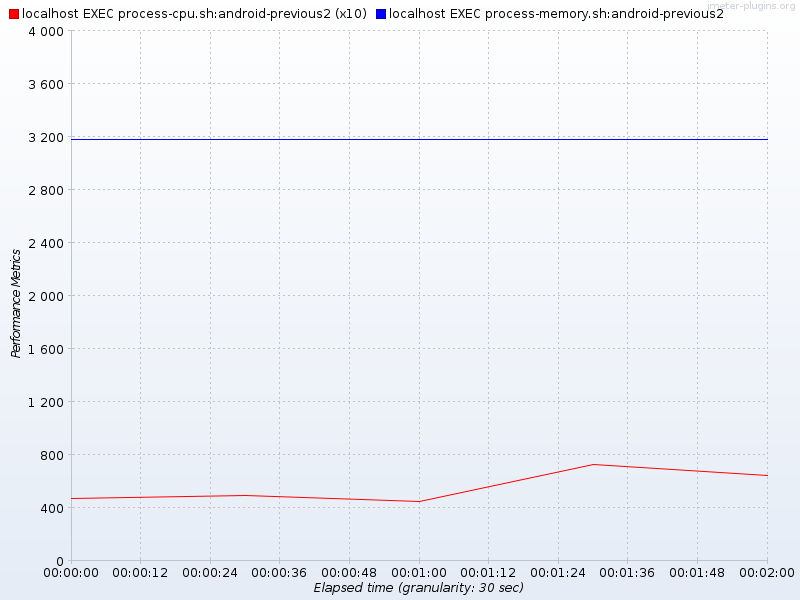 jmeter-plugins.org
localhost EXEC process-cpu.sh:android-previous2 (x10) localhost EXEC process-memory.sh:android-previous2
4 000
3 600
3 200
2 800
2 400
2 000
1 600
1 200
800
400
0
Performance Metrics
00:00:00 00:00:12 00:00:24 00:00:36 00:00:48 00:01:00 00:01:12 00:01:24 00:01:36 00:01:48 00:02:00
Elapsed time (granularity: 30 sec)